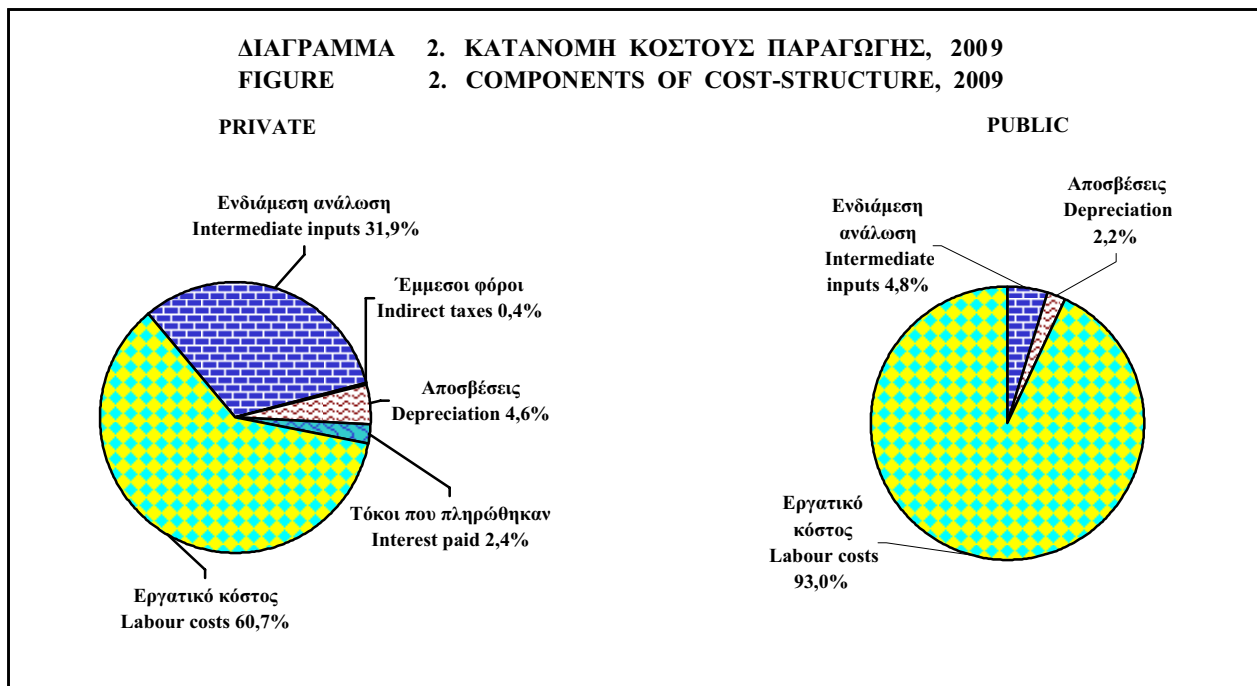 ΔΙΑΓΡΑΜΜΑ 2. ΚΑΤΑΝΟΜΗ ΚΟΣΤΟΥΣ ΠΑΡΑΓΩΓΗΣ, 2009
FIGURE 2. COMPONENTS OF COST-STRUCTURE, 2009
PRIVATE
Ενδιάμεση ανάλωση
Intermediate inputs 31,9%
Έμμεσοι φόροι
Indirect taxes 0,4%
Αποσβέσεις
Depreciation 4,6%
Τόκοι που πληρώθηκαν
Interest paid 2,4%
Εργατικό κόστος
Labour costs 60,7%
PUBLIC
Ενδιάμεση
ανάλωση
Intermediate
inputs 4,8%
Αποσβέσεις
Depreciation
2,2%
Εργατικό
κόστος
Labour costs
93,0%